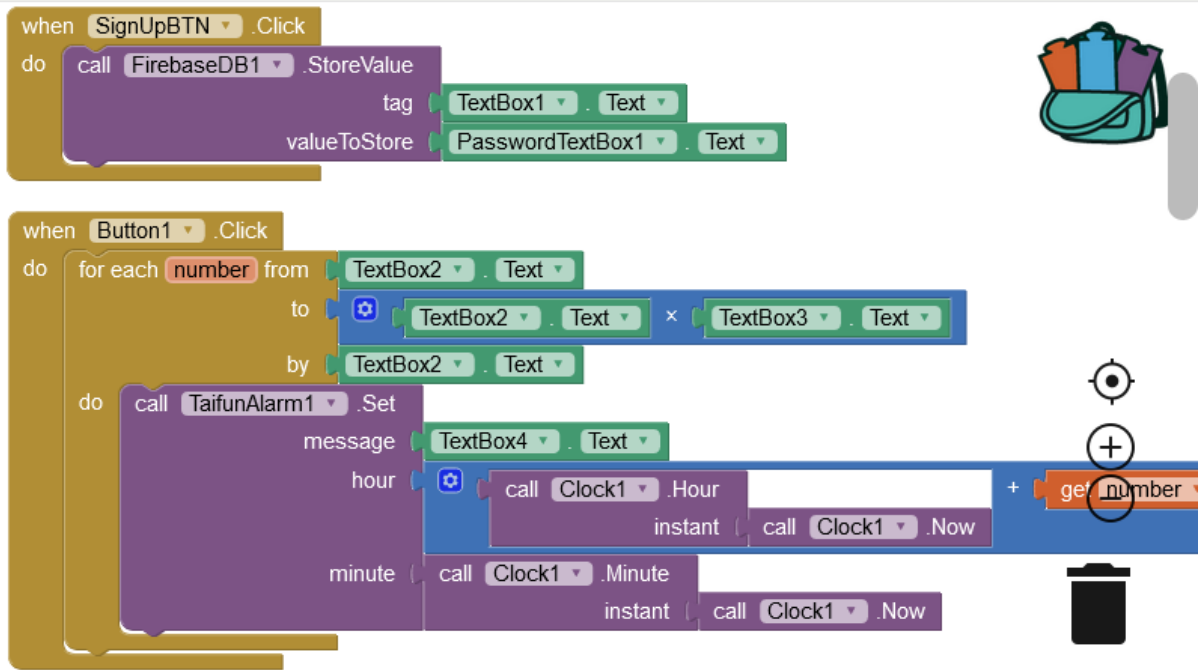 when SignUpBTN .Click
do call FirebaseDB1 .StoreValue
tag TextBox1 . Text
valueToStore PasswordTextBox1 . Text
when Button1 .Click
do for each number from TextBox2 . Text
to TextBox2 . Text × TextBox3 . Text
by TextBox2 . Text
do call TaifunAlarm1 .Set
message TextBox4 . Text
hour call Clock1 .Hour + get number
instant call Clock1 .Now
minute call Clock1 .Minute
instant call Clock1 .Now